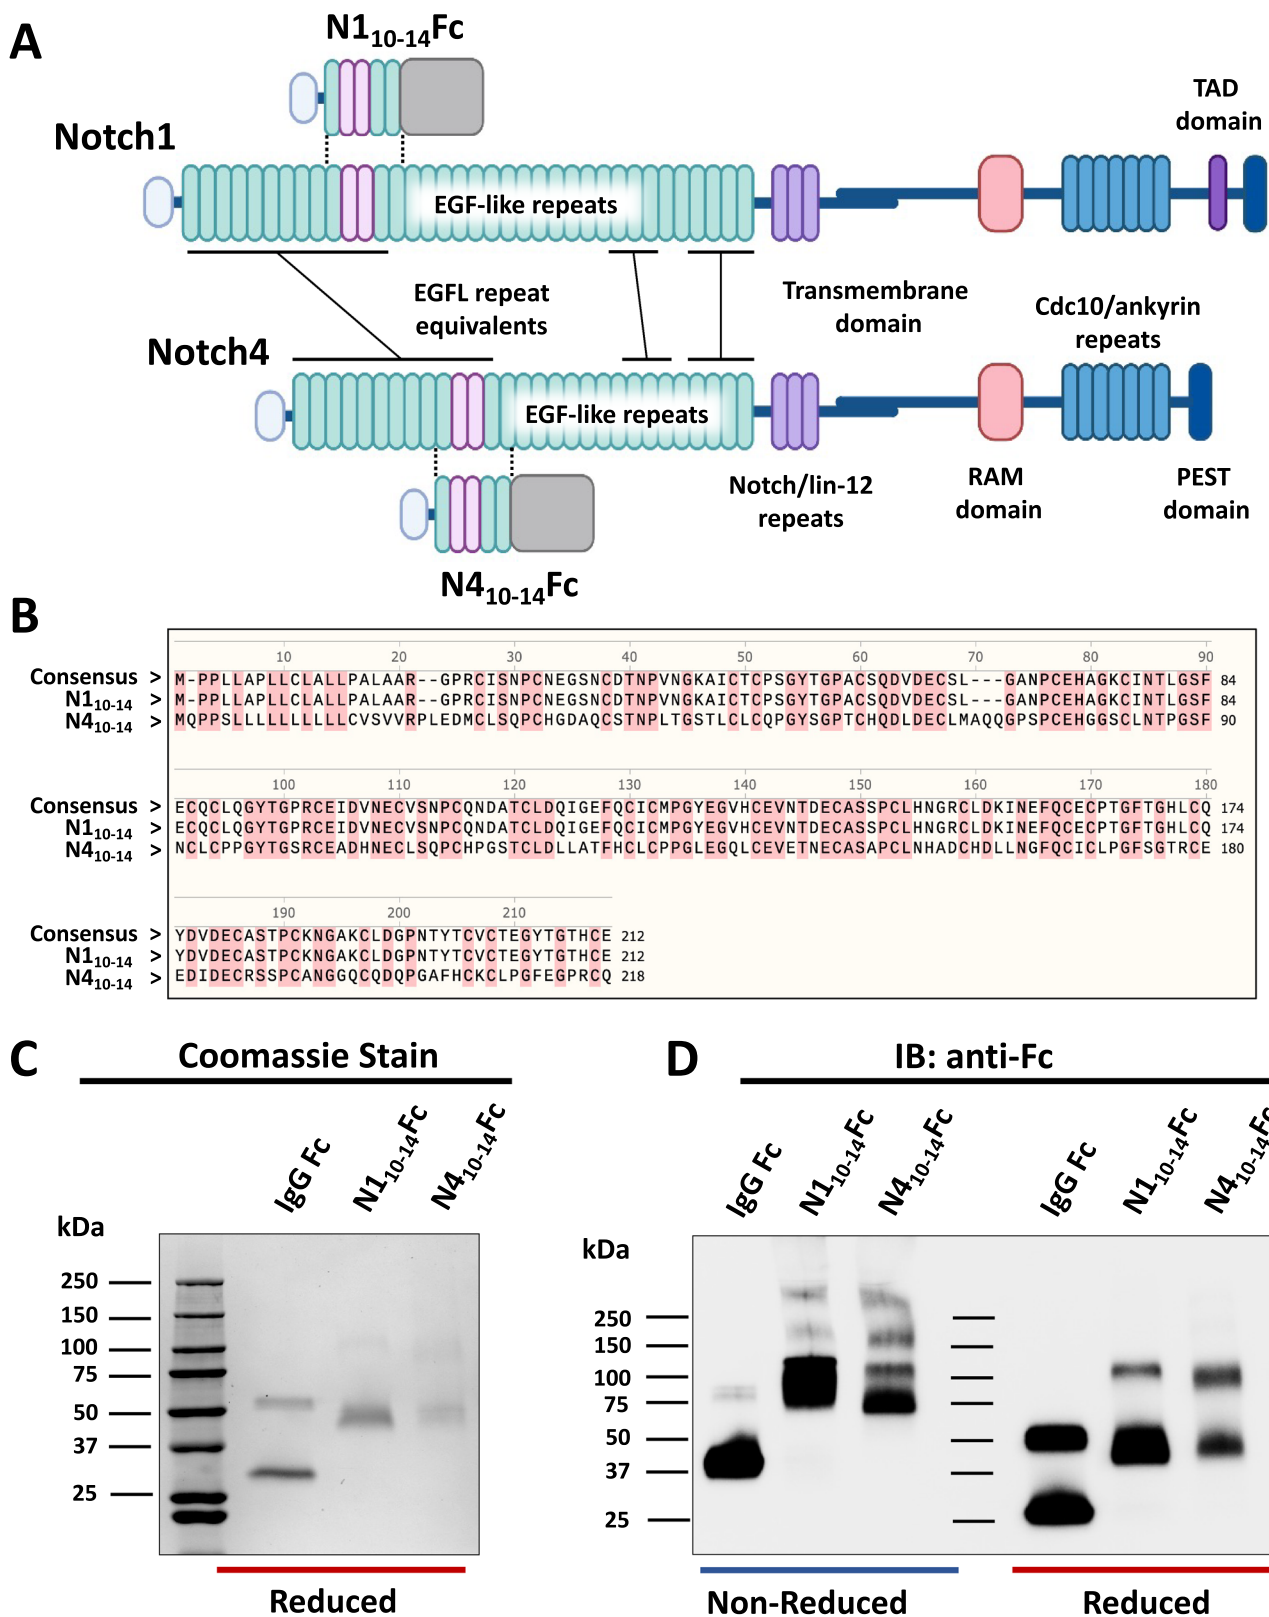 A
N1₁₀₋₁₄Fc
Notch1
TAD
domain
EGF-like repeats
EGFL repeat
equivalents
Transmembrane
domain
Cdc10/ankyrin
repeats
Notch4
EGF-like repeats
Notch/lin-12
repeats
RAM
domain
PEST
domain
N4₁₀₋₁₄Fc
B
10 20 30 40 50 60 70 80 90
Consensus > M-PPLLAPLLCLALLPALAAR--GPRCISNPCNEGSNCDTNPVNGKAICTCPSGYTGPACSQDVDECSL---GANPCEHAGKCINTLGSF 84
N1₁₀₋₁₄ > M-PPLLAPLLCLALLPALAAR--GPRCISNPCNEGSNCDTNPVNGKAICTCPSGYTGPACSQDVDECSL---GANPCEHAGKCINTLGSF 84
N4₁₀₋₁₄ > MQPPSLLLLLLLLLLLCVSVVRPLEDMCLSQPCHGDAQCSTNPLTGSTLCLCQPGYSGPTCHQDLDECLMAQQGPSPCEHGGSCLNTPGSF 90
100 110 120 130 140 150 160 170 180
Consensus > ECQCLQGYTGPRCEIDVNECVSNPCQNDATCLDQIGEFQCICMPGYEGVHCEVNTDECASSPCLHNGRCLDKINEFQCECPTGFTGHLCQ 174
N1₁₀₋₁₄ > ECQCLQGYTGPRCEIDVNECVSNPCQNDATCLDQIGEFQCICMPGYEGVHCEVNTDECASSPCLHNGRCLDKINEFQCECPTGFTGHLCQ 174
N4₁₀₋₁₄ > NCLCPPGYTGSRCEADHNECLSQPCHPGSTCLDLLATFHCLCPPGLEGQLCEVETNECASAPCLNHADCHDLLNGFQCICLPGFSGTRCE 180
190 200 210
Consensus > YDVDECASTPCKNGAKCLDGPNTYTCVCTEGYTGTHCE 212
N1₁₀₋₁₄ > YDVDECASTPCKNGAKCLDGPNTYTCVCTEGYTGTHCE 212
N4₁₀₋₁₄ > EDIDECRSSPCANGGQCQDQPGAFHCKCLPGFEGPRCQ 218
C
Coomassie Stain
IgG Fc
N1₁₀₋₁₄Fc
N4₁₀₋₁₄Fc
kDa
250
150
100
75
50
37
25
Reduced
D
IB: anti-Fc
IgG Fc
N1₁₀₋₁₄Fc
N4₁₀₋₁₄Fc
IgG Fc
N1₁₀₋₁₄Fc
N4₁₀₋₁₄Fc
kDa
250
150
100
75
50
37
25
Non-Reduced
Reduced